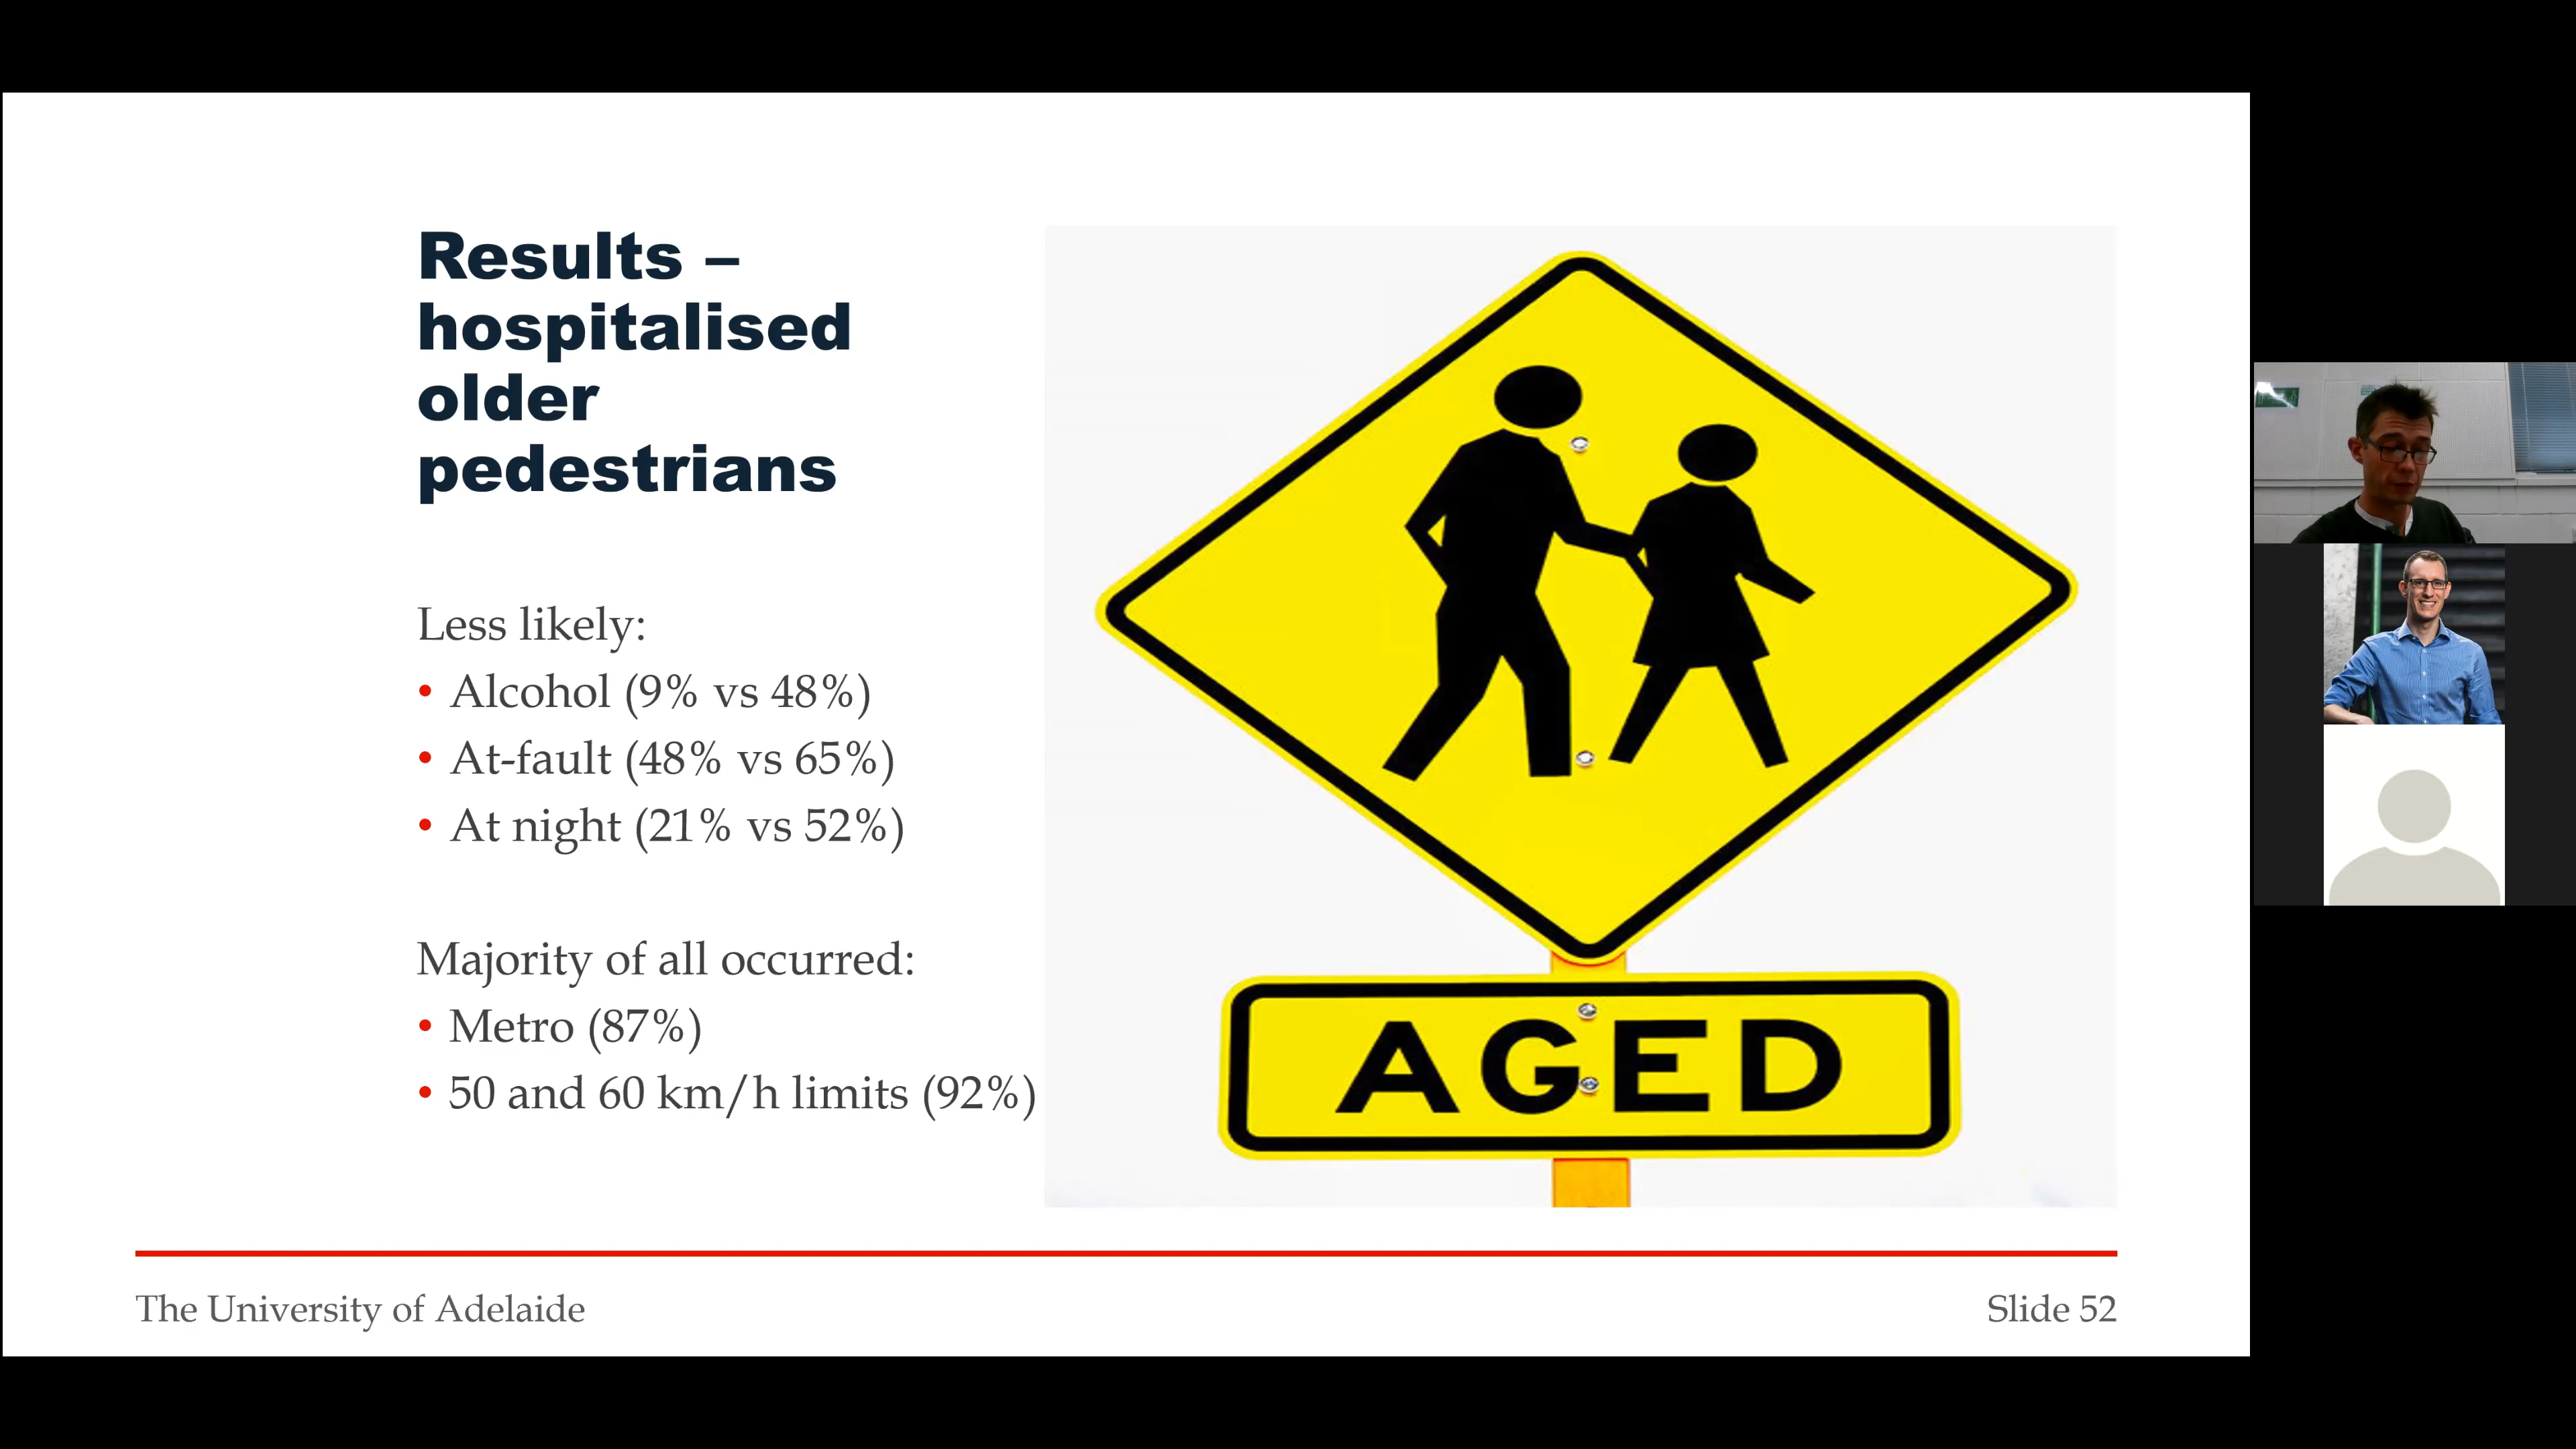 Results –
hospitalised
older
pedestrians
Less likely:
• Alcohol (9% vs 48%)
• At-fault (48% vs 65%)
• At night (21% vs 52%)
Majority of all occurred:
• Metro (87%)
• 50 and 60 km/h limits (92%)
AGED
The University of Adelaide
Slide 52